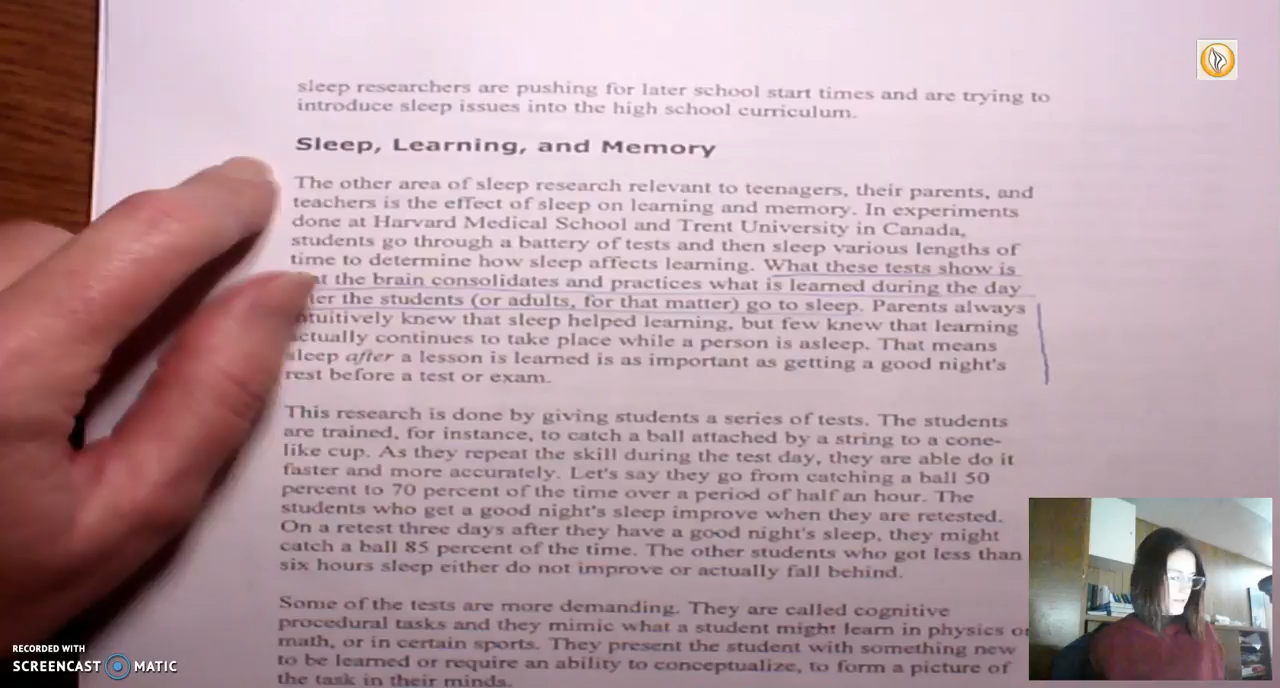 sleep researchers are pushing for later school start times and are trying to
introduce sleep issues into the high school curriculum.
Sleep, Learning, and Memory
The other area of sleep research relevant to teenagers, their parents, and
teachers is the effect of sleep on learning and memory. In experiments
done at Harvard Medical School and Trent University in Canada,
students go through a battery of tests and then sleep various lengths of
time to determine how sleep affects learning. What these tests show is
the brain consolidates and practices what is learned during the day
the students (or adults, for that matter) go to sleep. Parents always
knew that sleep helped learning, but few knew that learning
actually continues to take place while a person is asleep. That means
sleep after a lesson is learned is as important as getting a good night's
rest before a test or exam.
This research is done by giving students a series of tests. The students
are trained, for instance, to catch a ball attached by a string to a cone-
like cup. As they repeat the skill during the test day, they are able do it
faster and more accurately. Let's say they go from catching a ball 50
percent to 70 percent of the time over a period of half an hour. The
students who get a good night's sleep improve when they are retested.
On a retest three days after they have a good night's sleep, they might
catch a ball 85 percent of the time. The other students who got less than
six hours sleep either do not improve or actually fall behind.
Some of the tests are more demanding. They are called cognitive
procedural tasks and they mimic what a student might learn in physics or
math, or in certain sports. They present the student with something new
to be learned or require an ability to conceptualize, to form a picture of
the task in their minds.
RECORDED WITH
SCREENCAST MATIC